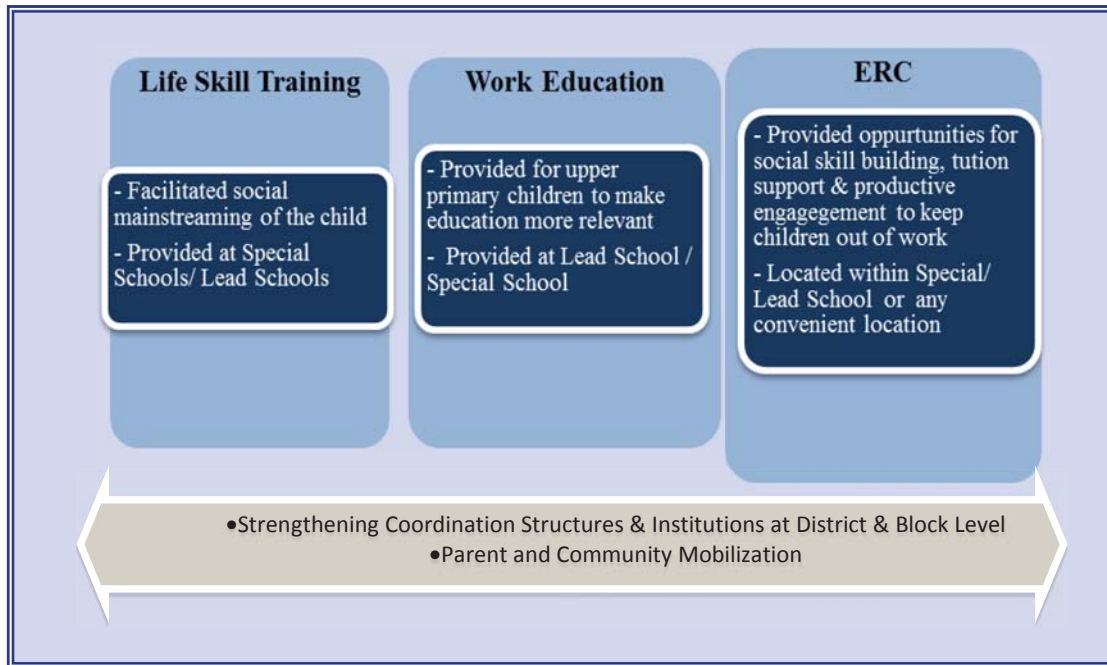 Life Skill Training
- Facilitated social
mainstreaming of the child
- Provided at Special
Schools/ Lead Schools
Work Education
- Provided for upper
primary children to make
education more relevant
- Provided at Lead School /
Special School
ERC
- Provided oppurtunities for
social skill building, tution
support & productive
engagegement to keep
children out of work
- Located within Special/
Lead School or any
convenient location
•Strengthening Coordination Structures & Institutions at District & Block Level
•Parent and Community Mobilization